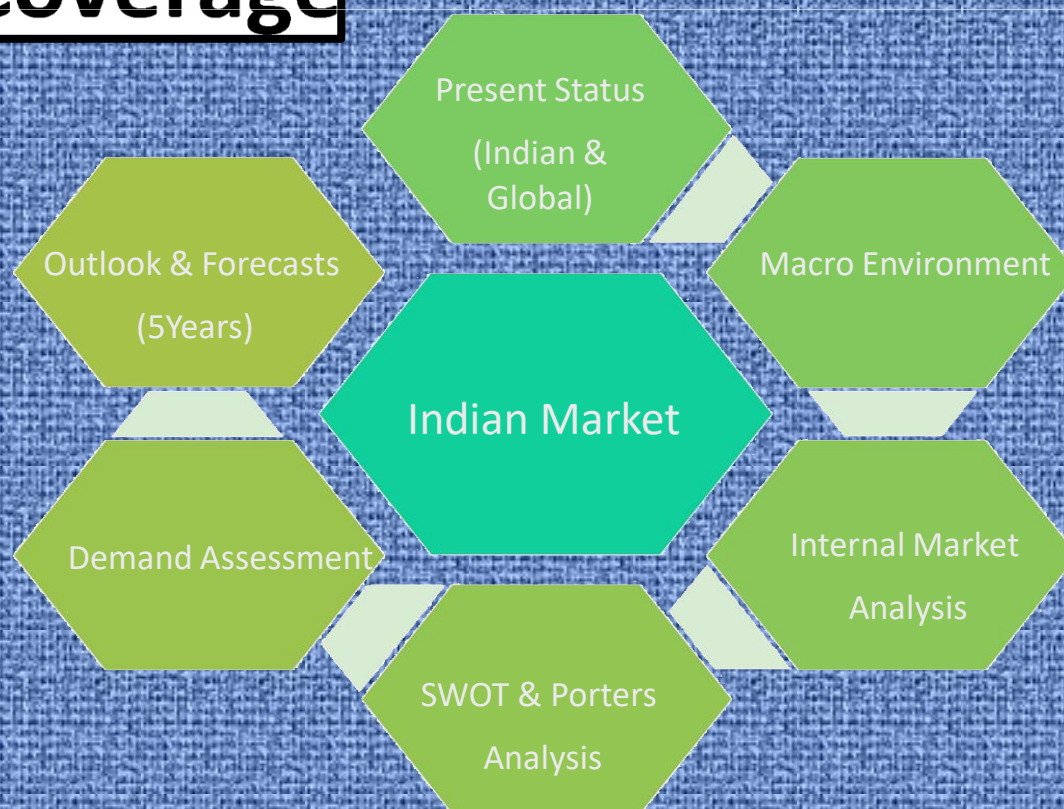 Coverage
Present Status
(Indian &
Global)
Macro Environment
Internal Market
Analysis
SWOT & Porters
Analysis
Demand Assessment
Outlook & Forecasts
(5Years)
Indian Market